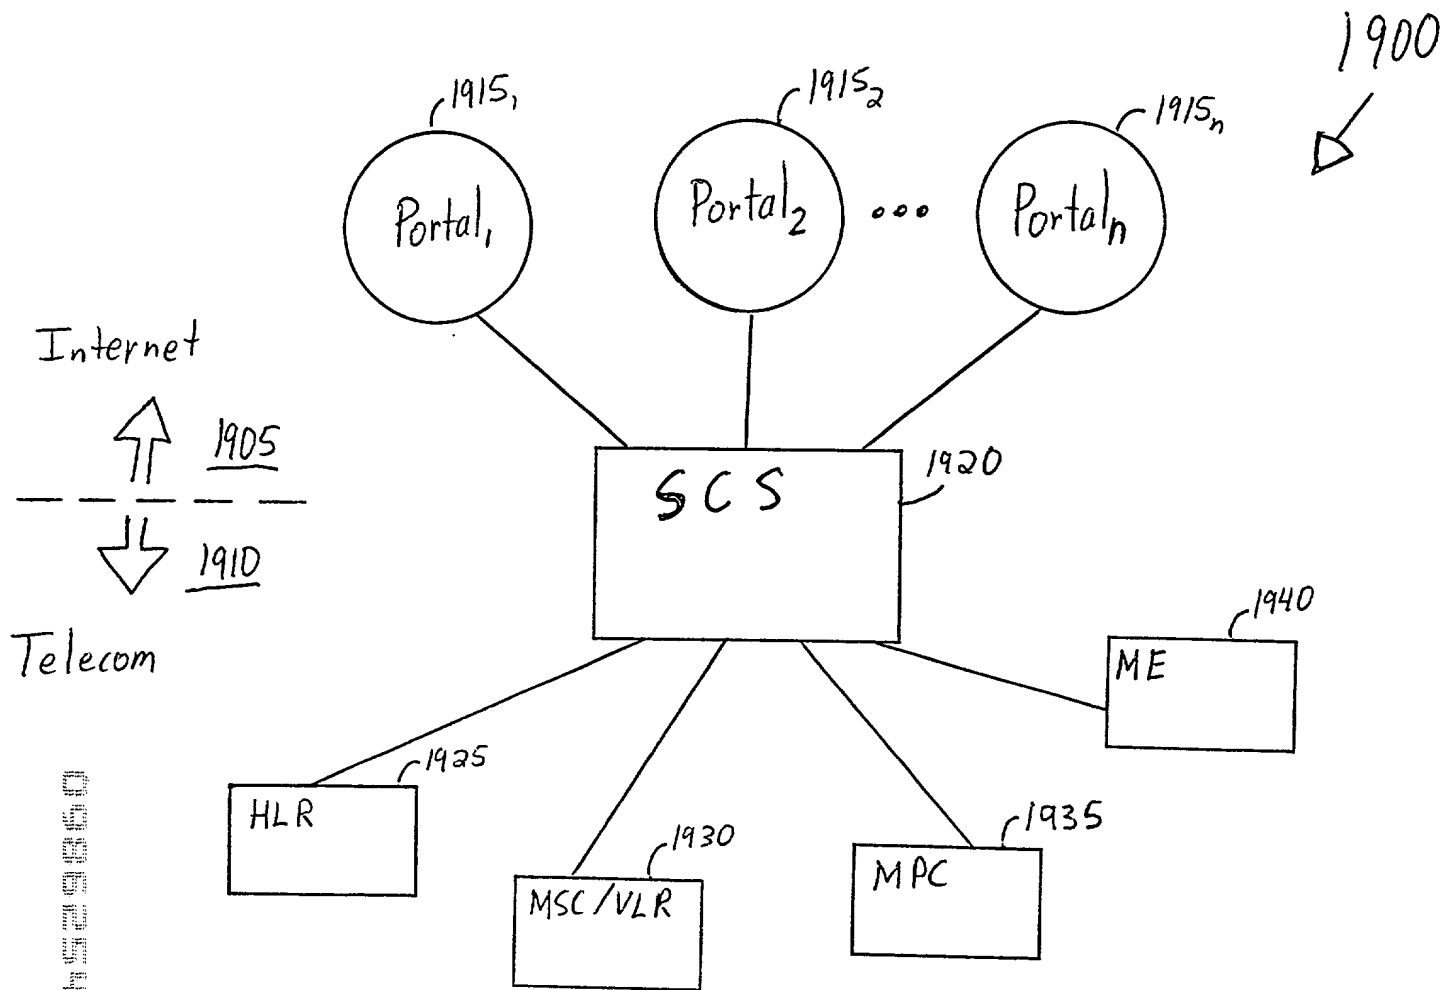 1900
1915₁
1915₂
1915ₙ
Portal₁
Portal₂
•••
Portalₙ
Internet
1905
1910
Telecom
SCS
1920
ME
1940
HLR
1925
MSC/VLR
1930
MPC
1935